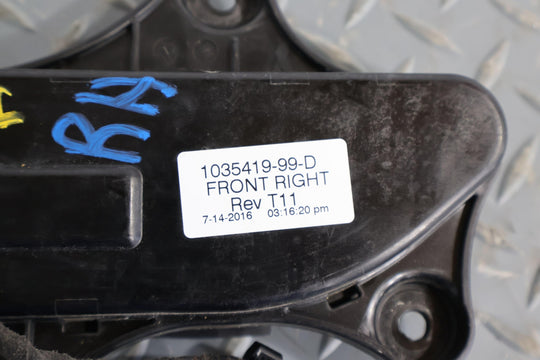 RH
1035419-99-D
FRONT RIGHT
Rev T11
7-14-2016 03:16:20 pm